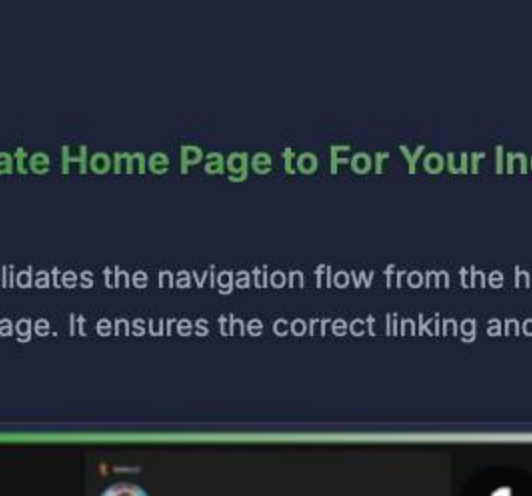 ate Home Page to For Your In
lidates the navigation flow from the h
age. It ensures the correct linking and